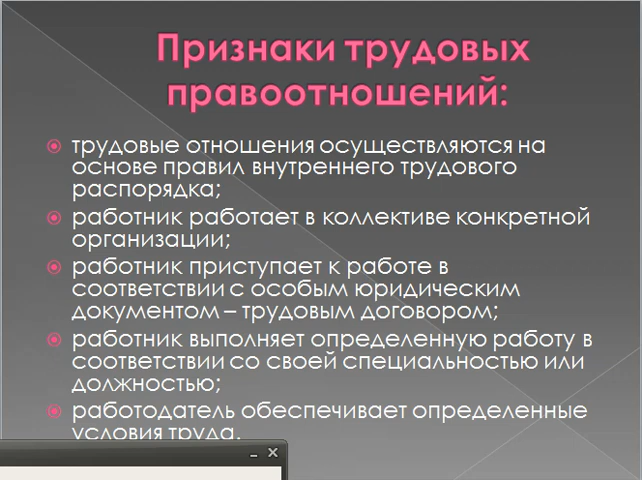 Признаки трудовых
правоотношений:
трудовые отношения осуществляются на
основе правил внутреннего трудового
распорядка;
работник работает в коллективе конкретной
организации;
работник приступает к работе в
соответствии с особым юридическим
документом – трудовым договором;
работник выполняет определенную работу в
соответствии со своей специальностью или
должностью;
работодатель обеспечивает определенные
условия труда.